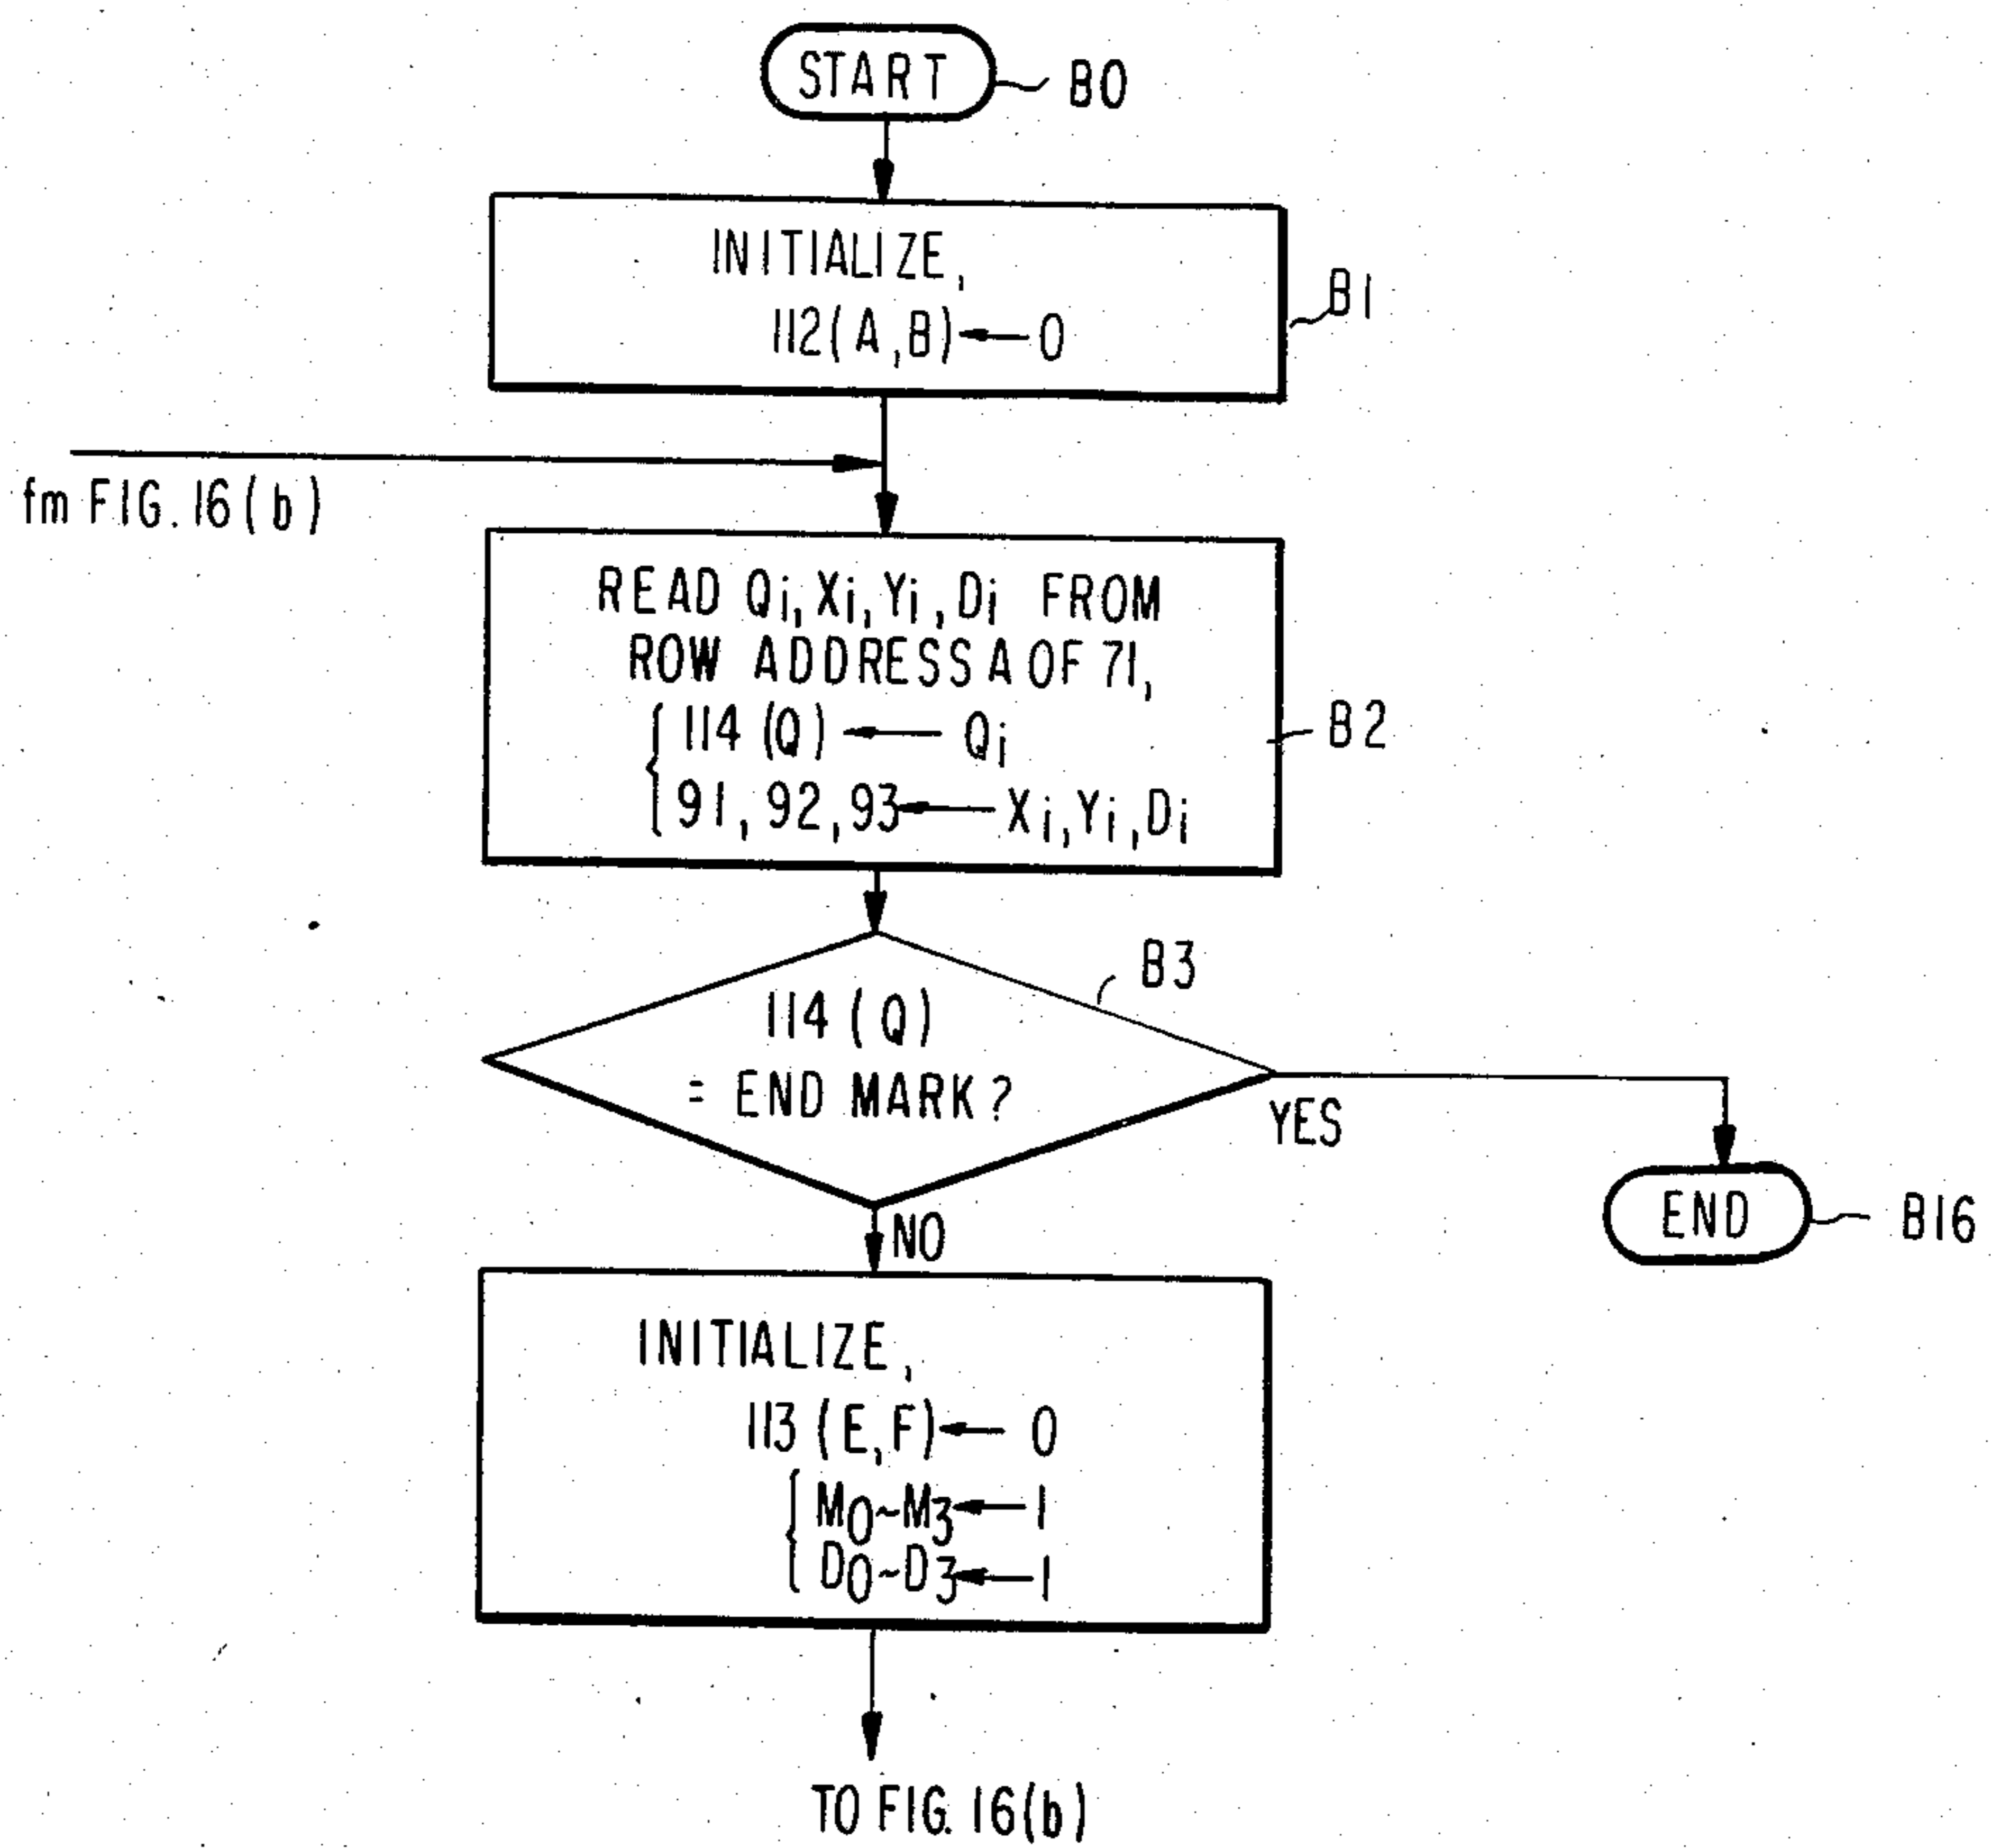 START B0
INITIALIZE,
112(A,B)←0
B1
fm FIG. 16(b)
READ Qi,Xi,Yi,Di FROM
ROW ADDRESS A OF 71,
114 (Q) ← Qi
B2
91, 92, 93 ← Xi,Yi,Di
B3
114 (Q)
= END MARK?
YES
END B16
NO
INITIALIZE,
113 (E,F) ← 0
M0~M3 ← 1
D0~D3 ← 1
TO FIG. 16(b)